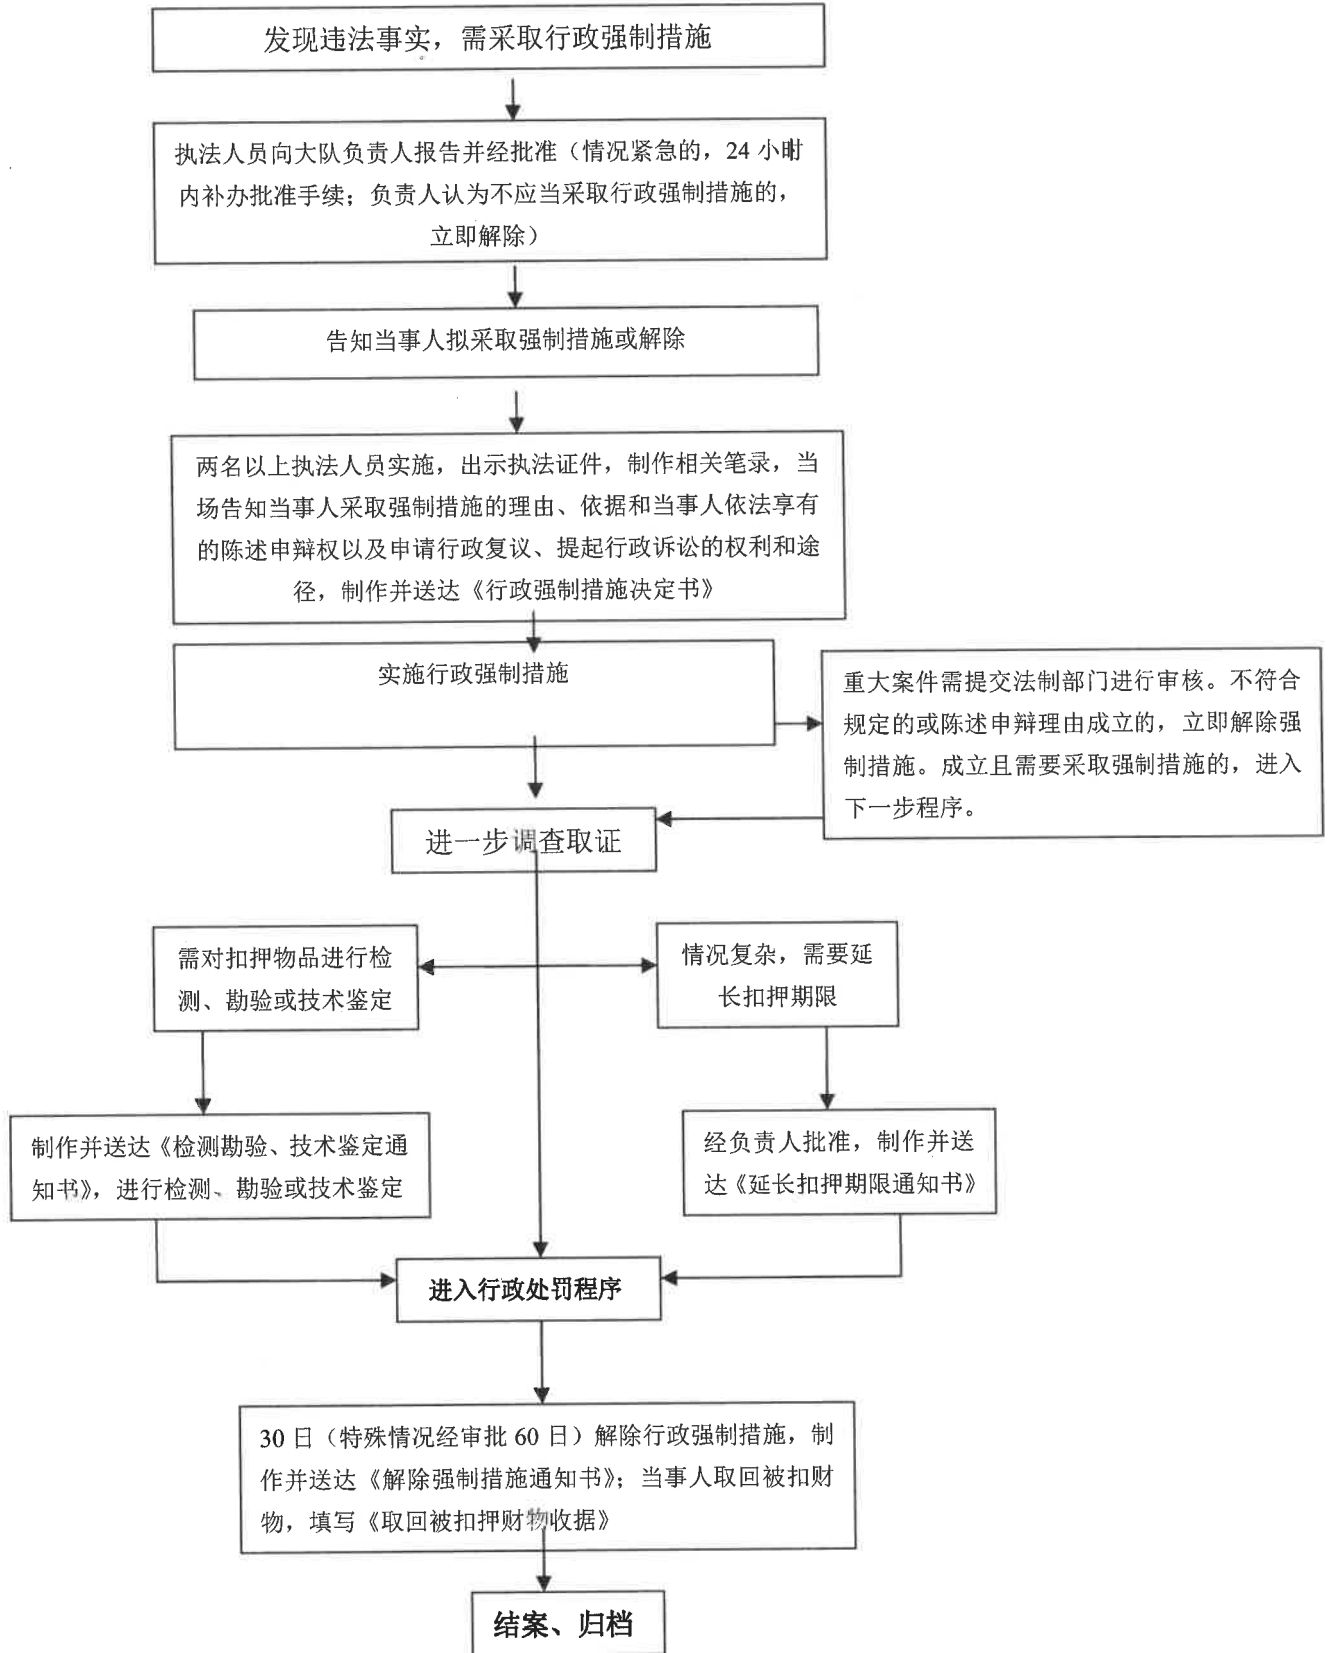 发现违法事实，需采取行政强制措施
执法人员向大队负责人报告并经批准（情况紧急的，24 小时
内补办批准手续；负责人认为不应当采取行政强制措施的，
立即解除）
告知当事人拟采取强制措施或解除
两名以上执法人员实施，出示执法证件，制作相关笔录，当
场告知当事人采取强制措施的理由、依据和当事人依法享有
的陈述申辩权以及申请行政复议、提起行政诉讼的权利和途
径，制作并送达《行政强制措施决定书》
实施行政强制措施
重大案件需提交法制部门进行审核。不符合
规定的或陈述申辩理由成立的，立即解除强
制措施。成立且需要采取强制措施的，进入
下一步程序。
进一步调查取证
需对扣押物品进行检
测、勘验或技术鉴定
情况复杂，需要延
长扣押期限
制作并送达《检测勘验、技术鉴定通
知书》，进行检测、勘验或技术鉴定
经负责人批准，制作并送
达《延长扣押期限通知书》
进入行政处罚程序
30 日（特殊情况经审批 60 日）解除行政强制措施，制
作并送达《解除强制措施通知书》；当事人取回被扣财
物，填写《取回被扣押财物收据》
结案、归档